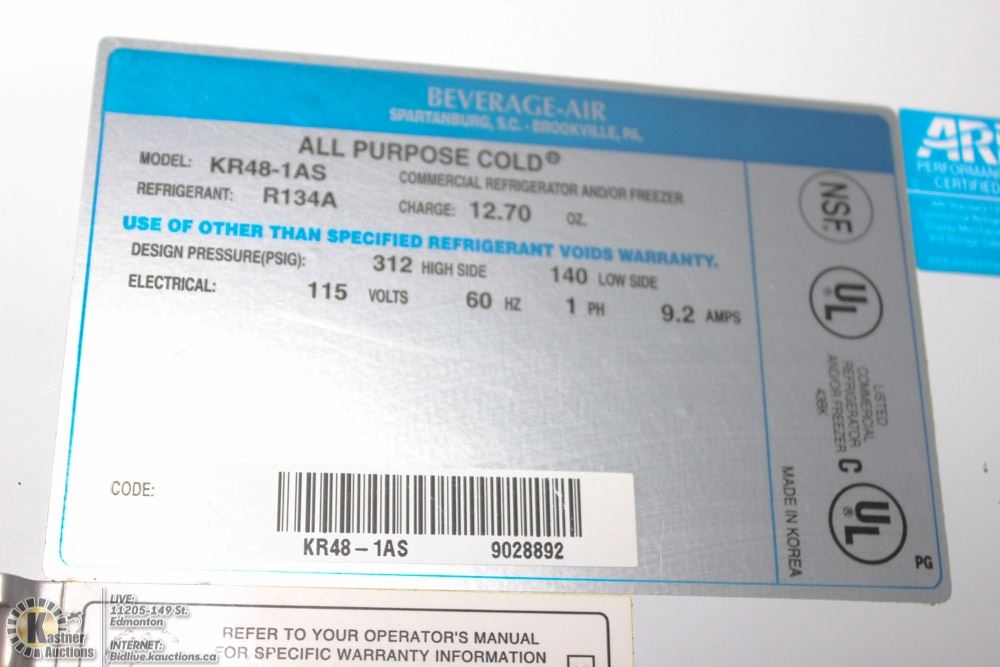 BEVERAGE-AIR
SPARTANBURG, S.C. - BROOKVILLE, PA.
ALL PURPOSE COLD®
MODEL: KR48-1AS
COMMERCIAL REFRIGERATOR AND/OR FREEZER
REFRIGERANT: R134A
CHARGE: 12.70 OZ.
USE OF OTHER THAN SPECIFIED REFRIGERANT VOIDS WARRANTY.
DESIGN PRESSURE(PSIG): 312 HIGH SIDE 140 LOW SIDE
ELECTRICAL: 115 VOLTS 60 HZ 1 PH 9.2 AMPS
CODE:
KR48-1AS 9028892
NSF.
UL
LISTED
COMMERCIAL
REFRIGERATOR
AND/OR FREEZER
43BK
C UL ®
MADE IN KOREA
PG
PERFORMAN
CERTIFIED
REFER TO YOUR OPERATOR'S MANUAL
FOR SPECIFIC WARRANTY INFORMATION
Kastner
Auctions
LIVE:
11205-149 St.
Edmonton
INTERNET:
Bidlive.kauctions.ca